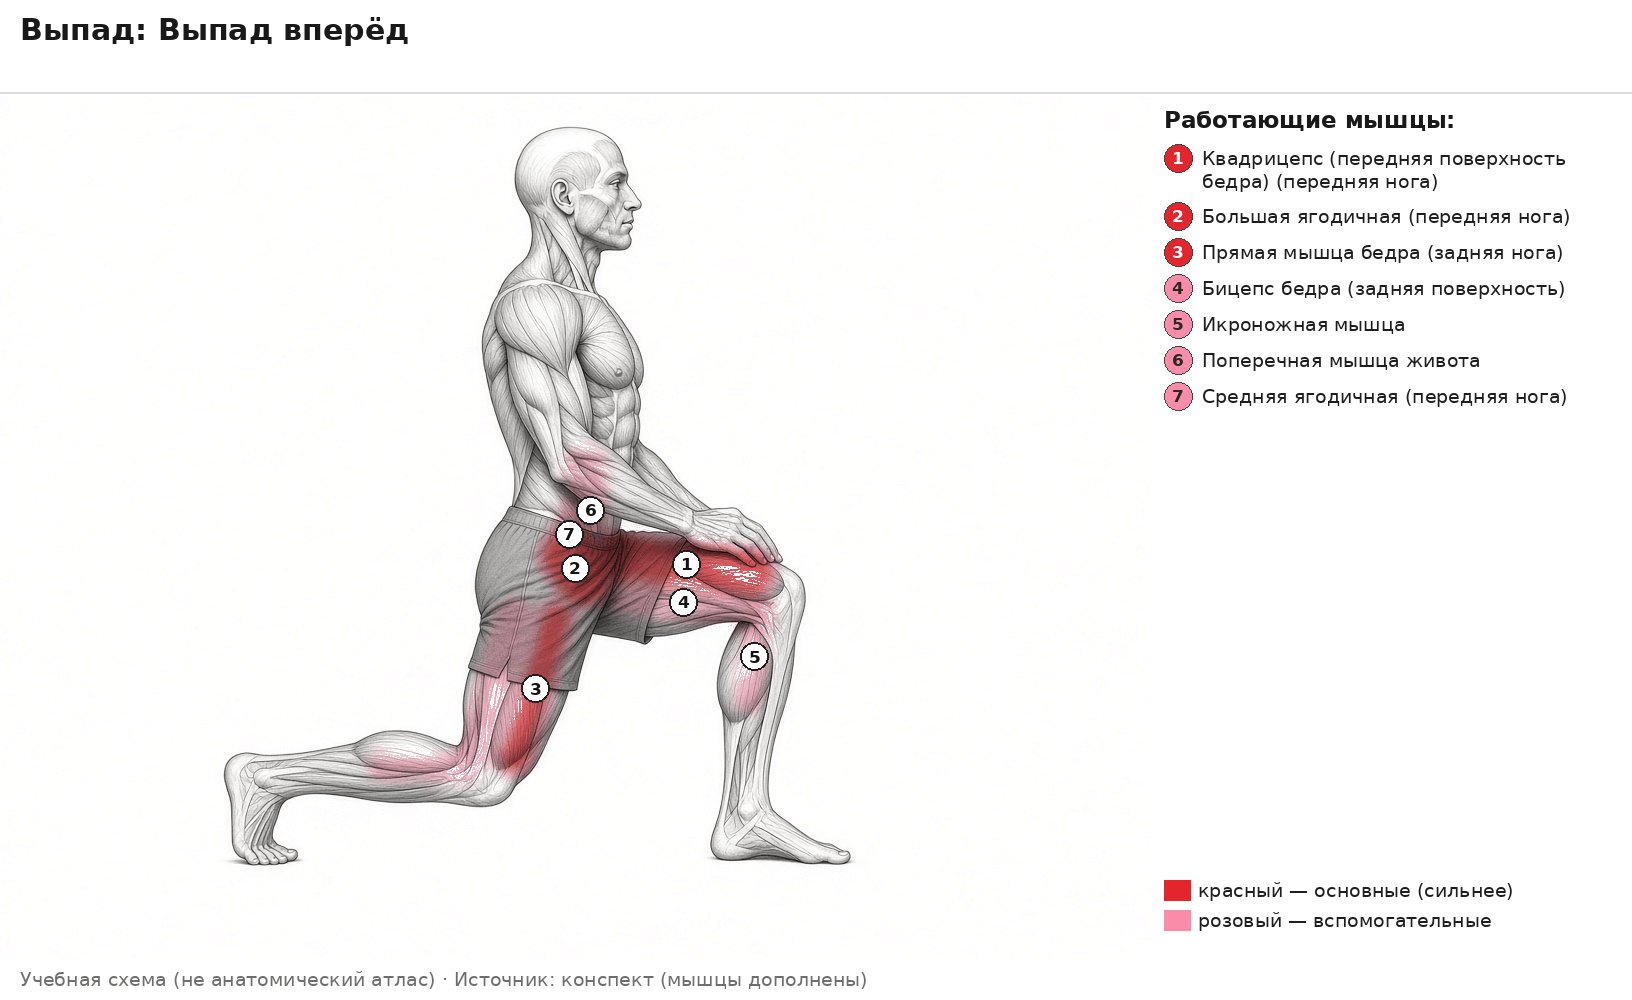 Выпад: Выпад вперёд
Работающие мышцы:
1 Квадрицепс (передняя поверхность
бедра) (передняя нога)
2 Большая ягодичная (передняя нога)
3 Прямая мышца бедра (задняя нога)
4 Бицепс бедра (задняя поверхность)
5 Икроножная мышца
6 Поперечная мышца живота
7 Средняя ягодичная (передняя нога)
6
7
2
1
4
5
3
красный — основные (сильнее)
розовый — вспомогательные
Учебная схема (не анатомический атлас) · Источник: конспект (мышцы дополнены)